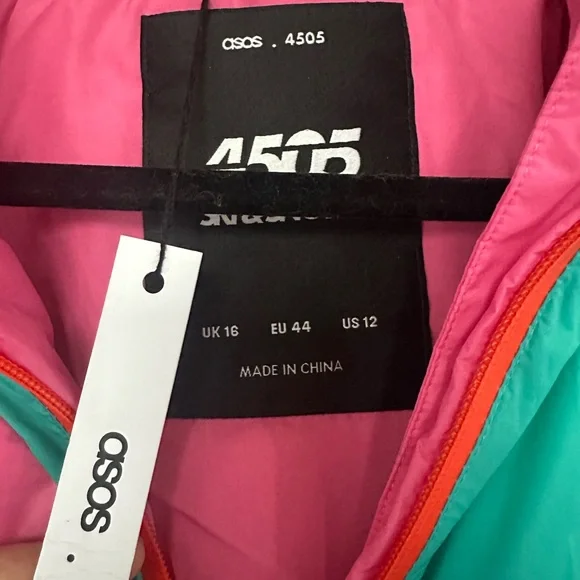 asos . 4505
4505
UK 16 EU 44 US 12
MADE IN CHINA
asos